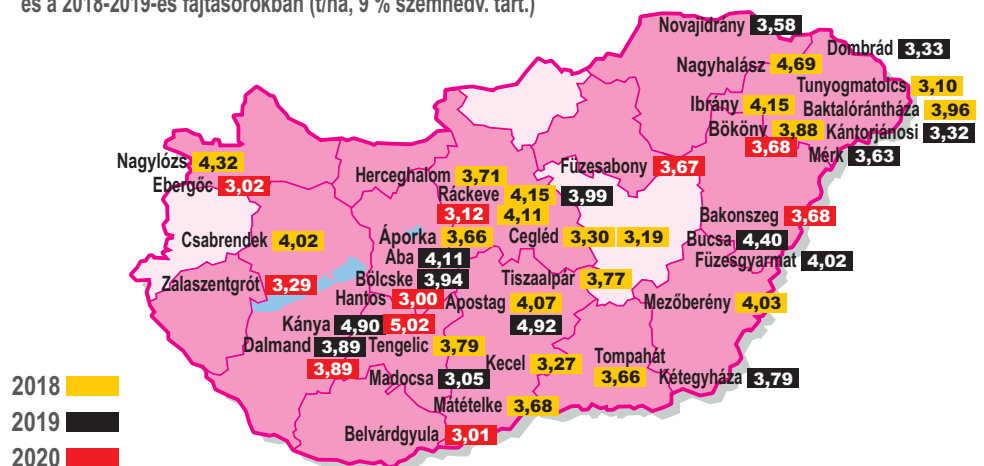 és a 2018-2019-es fajtasorokban (t/ha, 9 % szemnedv. tart.)
Novajidrány 3,58
Dombrád 3,33
Nagyhalász 4,69
Tunyogmatolcs 3,10
Ibrány 4,15
Baktalórántháza 3,96
Bököny 3,88
3,68
Kántorjánosi 3,32
Mérk 3,63
Nagylózs 4,32
Ebergőc 3,02
Herceghalom 3,71
Füzesabony 3,67
Ráckeve 4,15 3,99
3,12 4,11
Bakonszeg 3,68
Csabrendek 4,02
Áporka 3,66
Cegléd 3,30 3,19
Bucsa 4,40
Aba 4,11
Füzesgyarmat 4,02
Zalaszentgrót 3,29
Bölcske 3,94
Tiszaalpár 3,77
Hantos 3,00
Apostag 4,07
4,92
Mezőberény 4,03
Kánya 4,90 5,02
Dalmand 3,89
3,89
Tengelic 3,79
Kecel 3,27
Tompahát
3,66
Madocsa 3,05
Kétegyháza 3,79
Mátételke 3,68
Belvárdgyula 3,01
2018
2019
2020